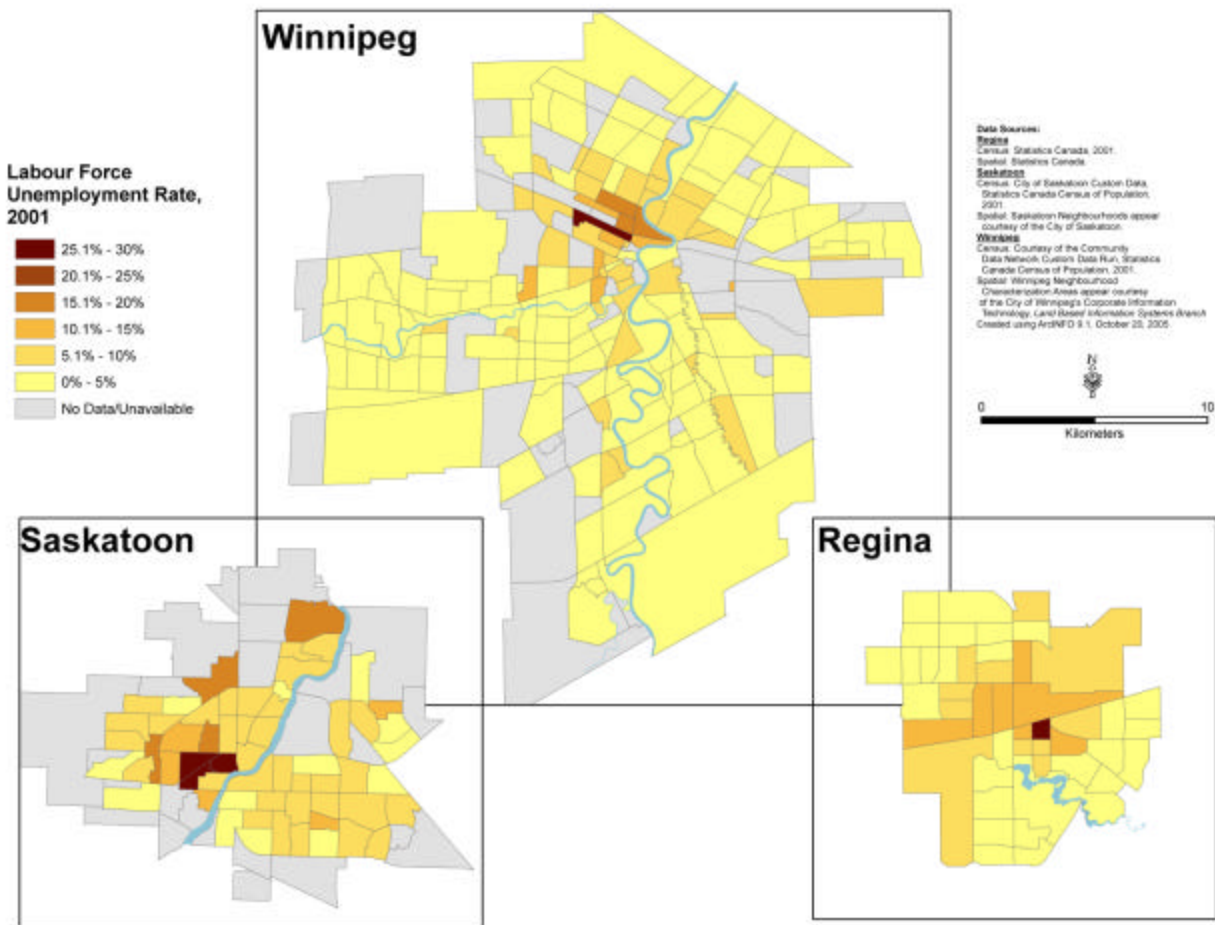 Winnipeg
Labour Force
Unemployment Rate,
2001
25.1% - 30%
20.1% - 25%
15.1% - 20%
10.1% - 15%
5.1% - 10%
0% - 5%
No Data/Unavailable
Data Sources:
Regina
Census: Statistics Canada, 2001.
Spatial: Statistics Canada.
Saskatoon
Census: City of Saskatoon Custom Data,
Statistics Canada Census of Population,
2001.
Spatial: Saskatoon Neighbourhoods appear
courtesy of the City of Saskatoon.
Winnipeg
Census: Courtesy of the Community
Data Network Custom Data Run, Statistics
Canada Census of Population, 2001.
Spatial: Winnipeg Neighbourhood
Characterization Areas appear courtesy
of the City of Winnipeg's Corporate Information
Technology, Land Based Information Systems Branch
Created using ArcINFO 9.1, October 20, 2005.
N
0 10
Kilometers
Saskatoon
Regina